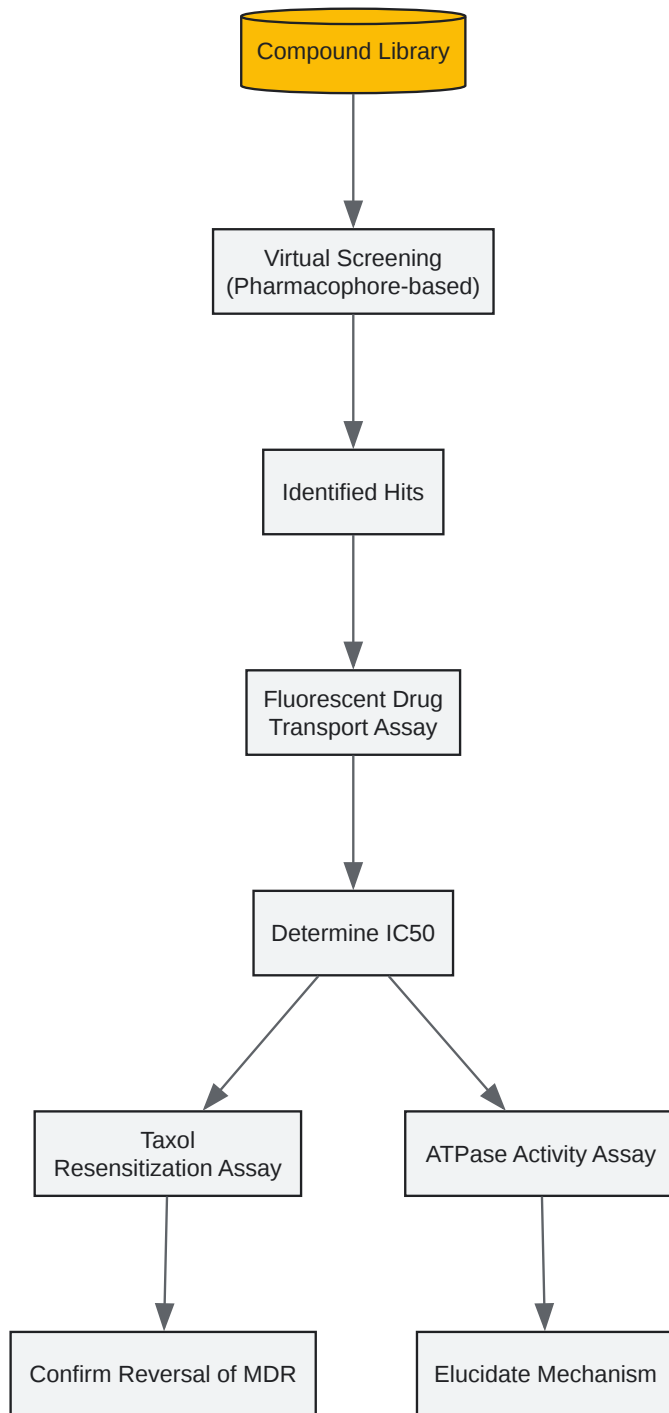 Compound Library
Virtual Screening
(Pharmacophore-based)
Identified Hits
Fluorescent Drug
Transport Assay
Determine IC50
Taxol
Resensitization Assay
ATPase Activity Assay
Confirm Reversal of MDR
Elucidate Mechanism